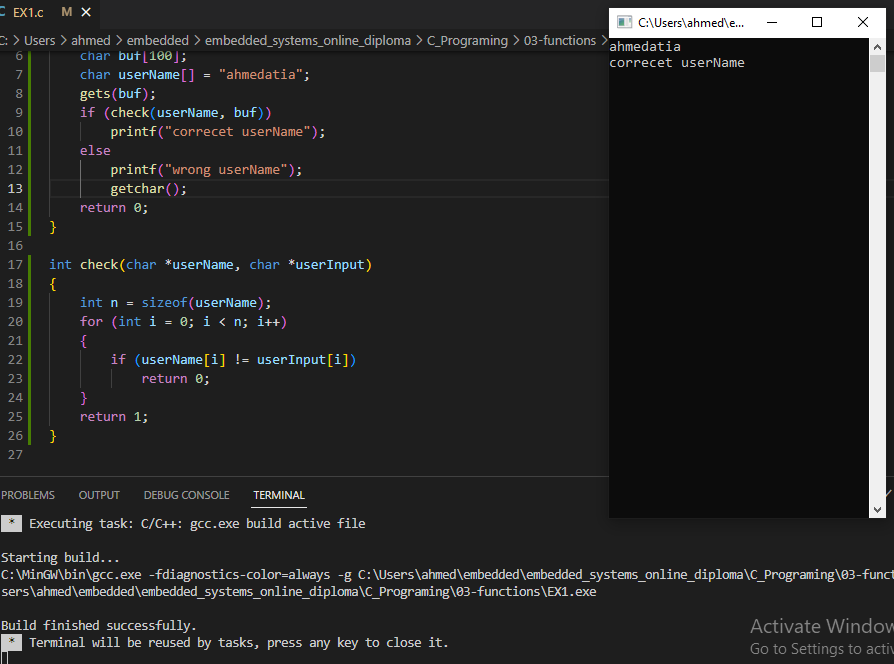 EX1.c M ×
C:\Users\ahmed\e...
C: > Users > ahmed > embedded > embedded_systems_online_diploma > C_Programing > 03-functions >
6 char buf[100];
7 char userName[] = "ahmedatia";
8 gets(buf);
9 if (check(userName, buf))
10 printf("correcet userName");
11 else
12 printf("wrong userName");
13 getchar();
14 return 0;
15 }
16
17 int check(char *userName, char *userInput)
18 {
19 int n = sizeof(userName);
20 for (int i = 0; i < n; i++)
21 {
22 if (userName[i] != userInput[i])
23 return 0;
24 }
25 return 1;
26 }
27
ahmedatia
correcet userName
PROBLEMS OUTPUT DEBUG CONSOLE TERMINAL
* Executing task: C/C++: gcc.exe build active file
Starting build...
C:\MinGW\bin\gcc.exe -fdiagnostics-color=always -g C:\Users\ahmed\embedded\embedded_systems_online_diploma\C_Programing\03-funct
sers\ahmed\embedded\embedded_systems_online_diploma\C_Programing\03-functions\EX1.exe
Build finished successfully.
* Terminal will be reused by tasks, press any key to close it.
Activate Window
Go to Settings to acti